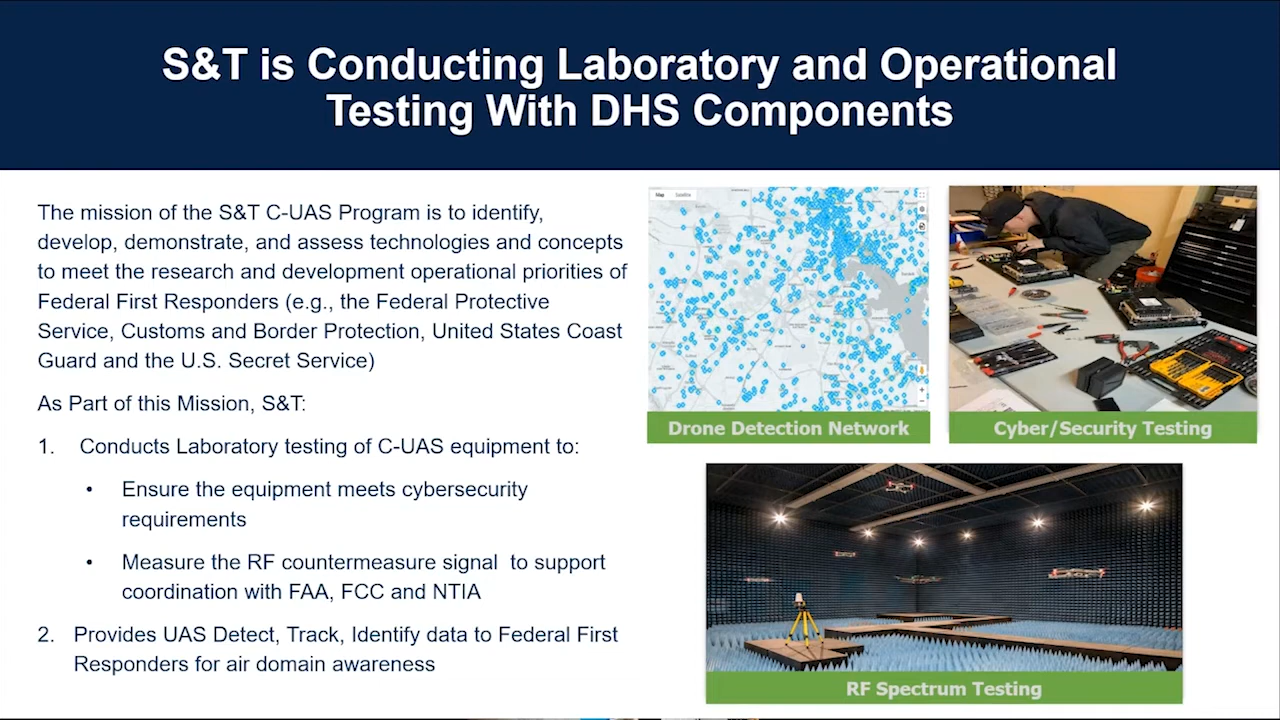 S&T is Conducting Laboratory and Operational
Testing With DHS Components
The mission of the S&T C-UAS Program is to identify,
develop, demonstrate, and assess technologies and concepts
to meet the research and development operational priorities of
Federal First Responders (e.g., the Federal Protective
Service, Customs and Border Protection, United States Coast
Guard and the U.S. Secret Service)
As Part of this Mission, S&T:
1. Conducts Laboratory testing of C-UAS equipment to:
• Ensure the equipment meets cybersecurity
requirements
• Measure the RF countermeasure signal to support
coordination with FAA, FCC and NTIA
2. Provides UAS Detect, Track, Identify data to Federal First
Responders for air domain awareness
Map Satellite
Drone Detection Network
Cyber/Security Testing
RF Spectrum Testing